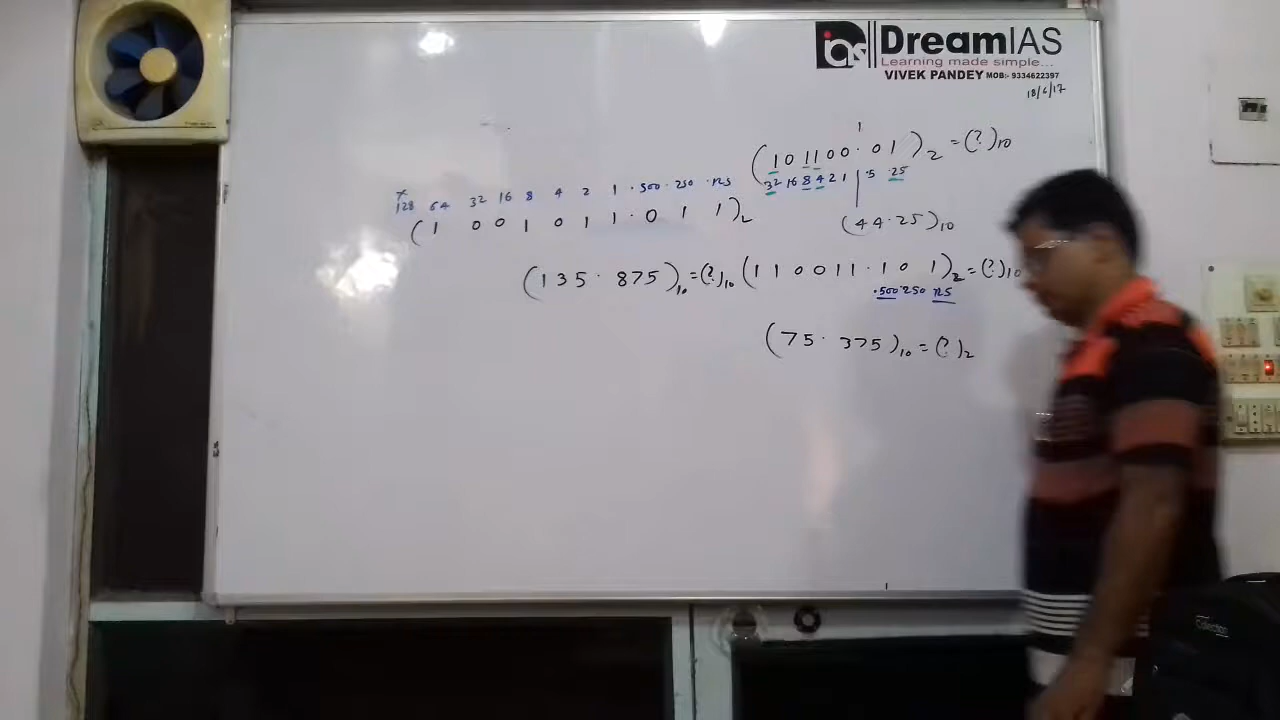 ias DreamIAS
Learning made simple...
VIVEK PANDEY MOB:- 9334622397
18/6/17
(101100.01)2 = (?)10
32 16 8 4 2 1 .5 .25
(44.25)10
x
128 64 32 16 8 4 2 1 .500 .250 .125
(1 0 0 1 0 1 1 . 0 1 1)2
(135.875)10 = (?)10
(110011.101)2 = (?)10
.500 .250 .125
(75.375)10 = (?)2
Collection